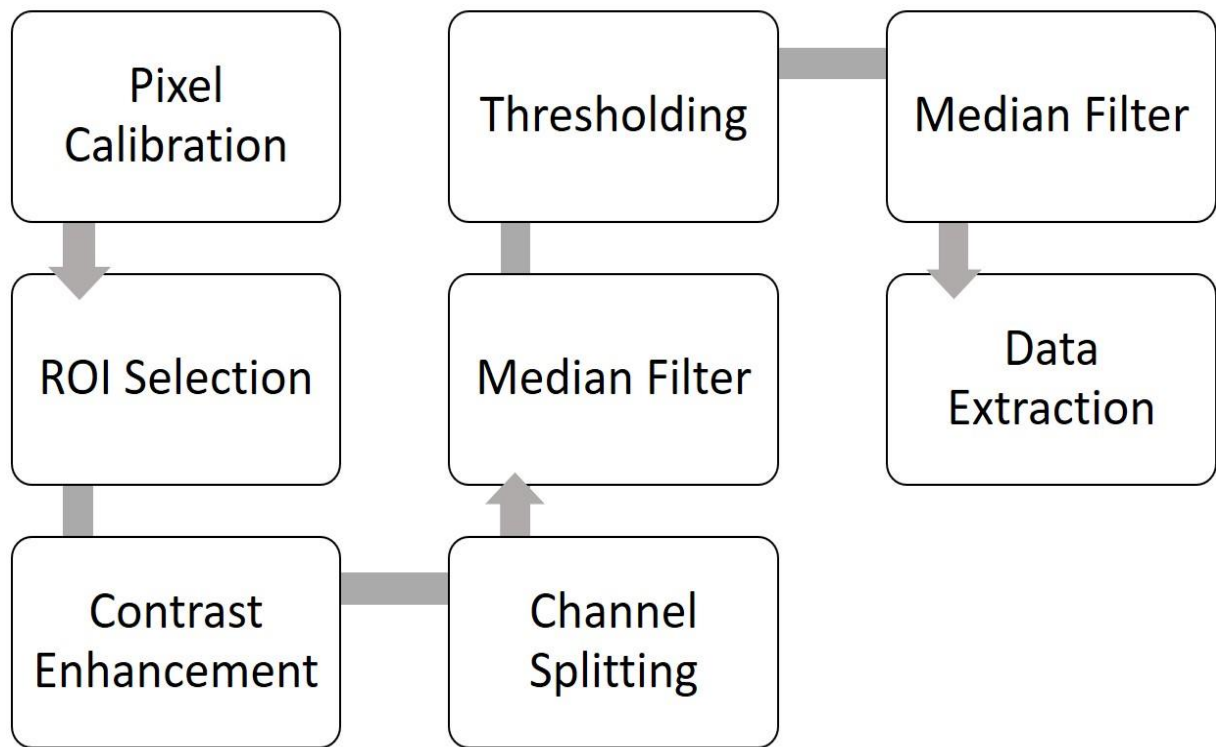 Pixel
Calibration
ROI Selection
Contrast
Enhancement
Channel
Splitting
Median Filter
Thresholding
Median Filter
Data
Extraction